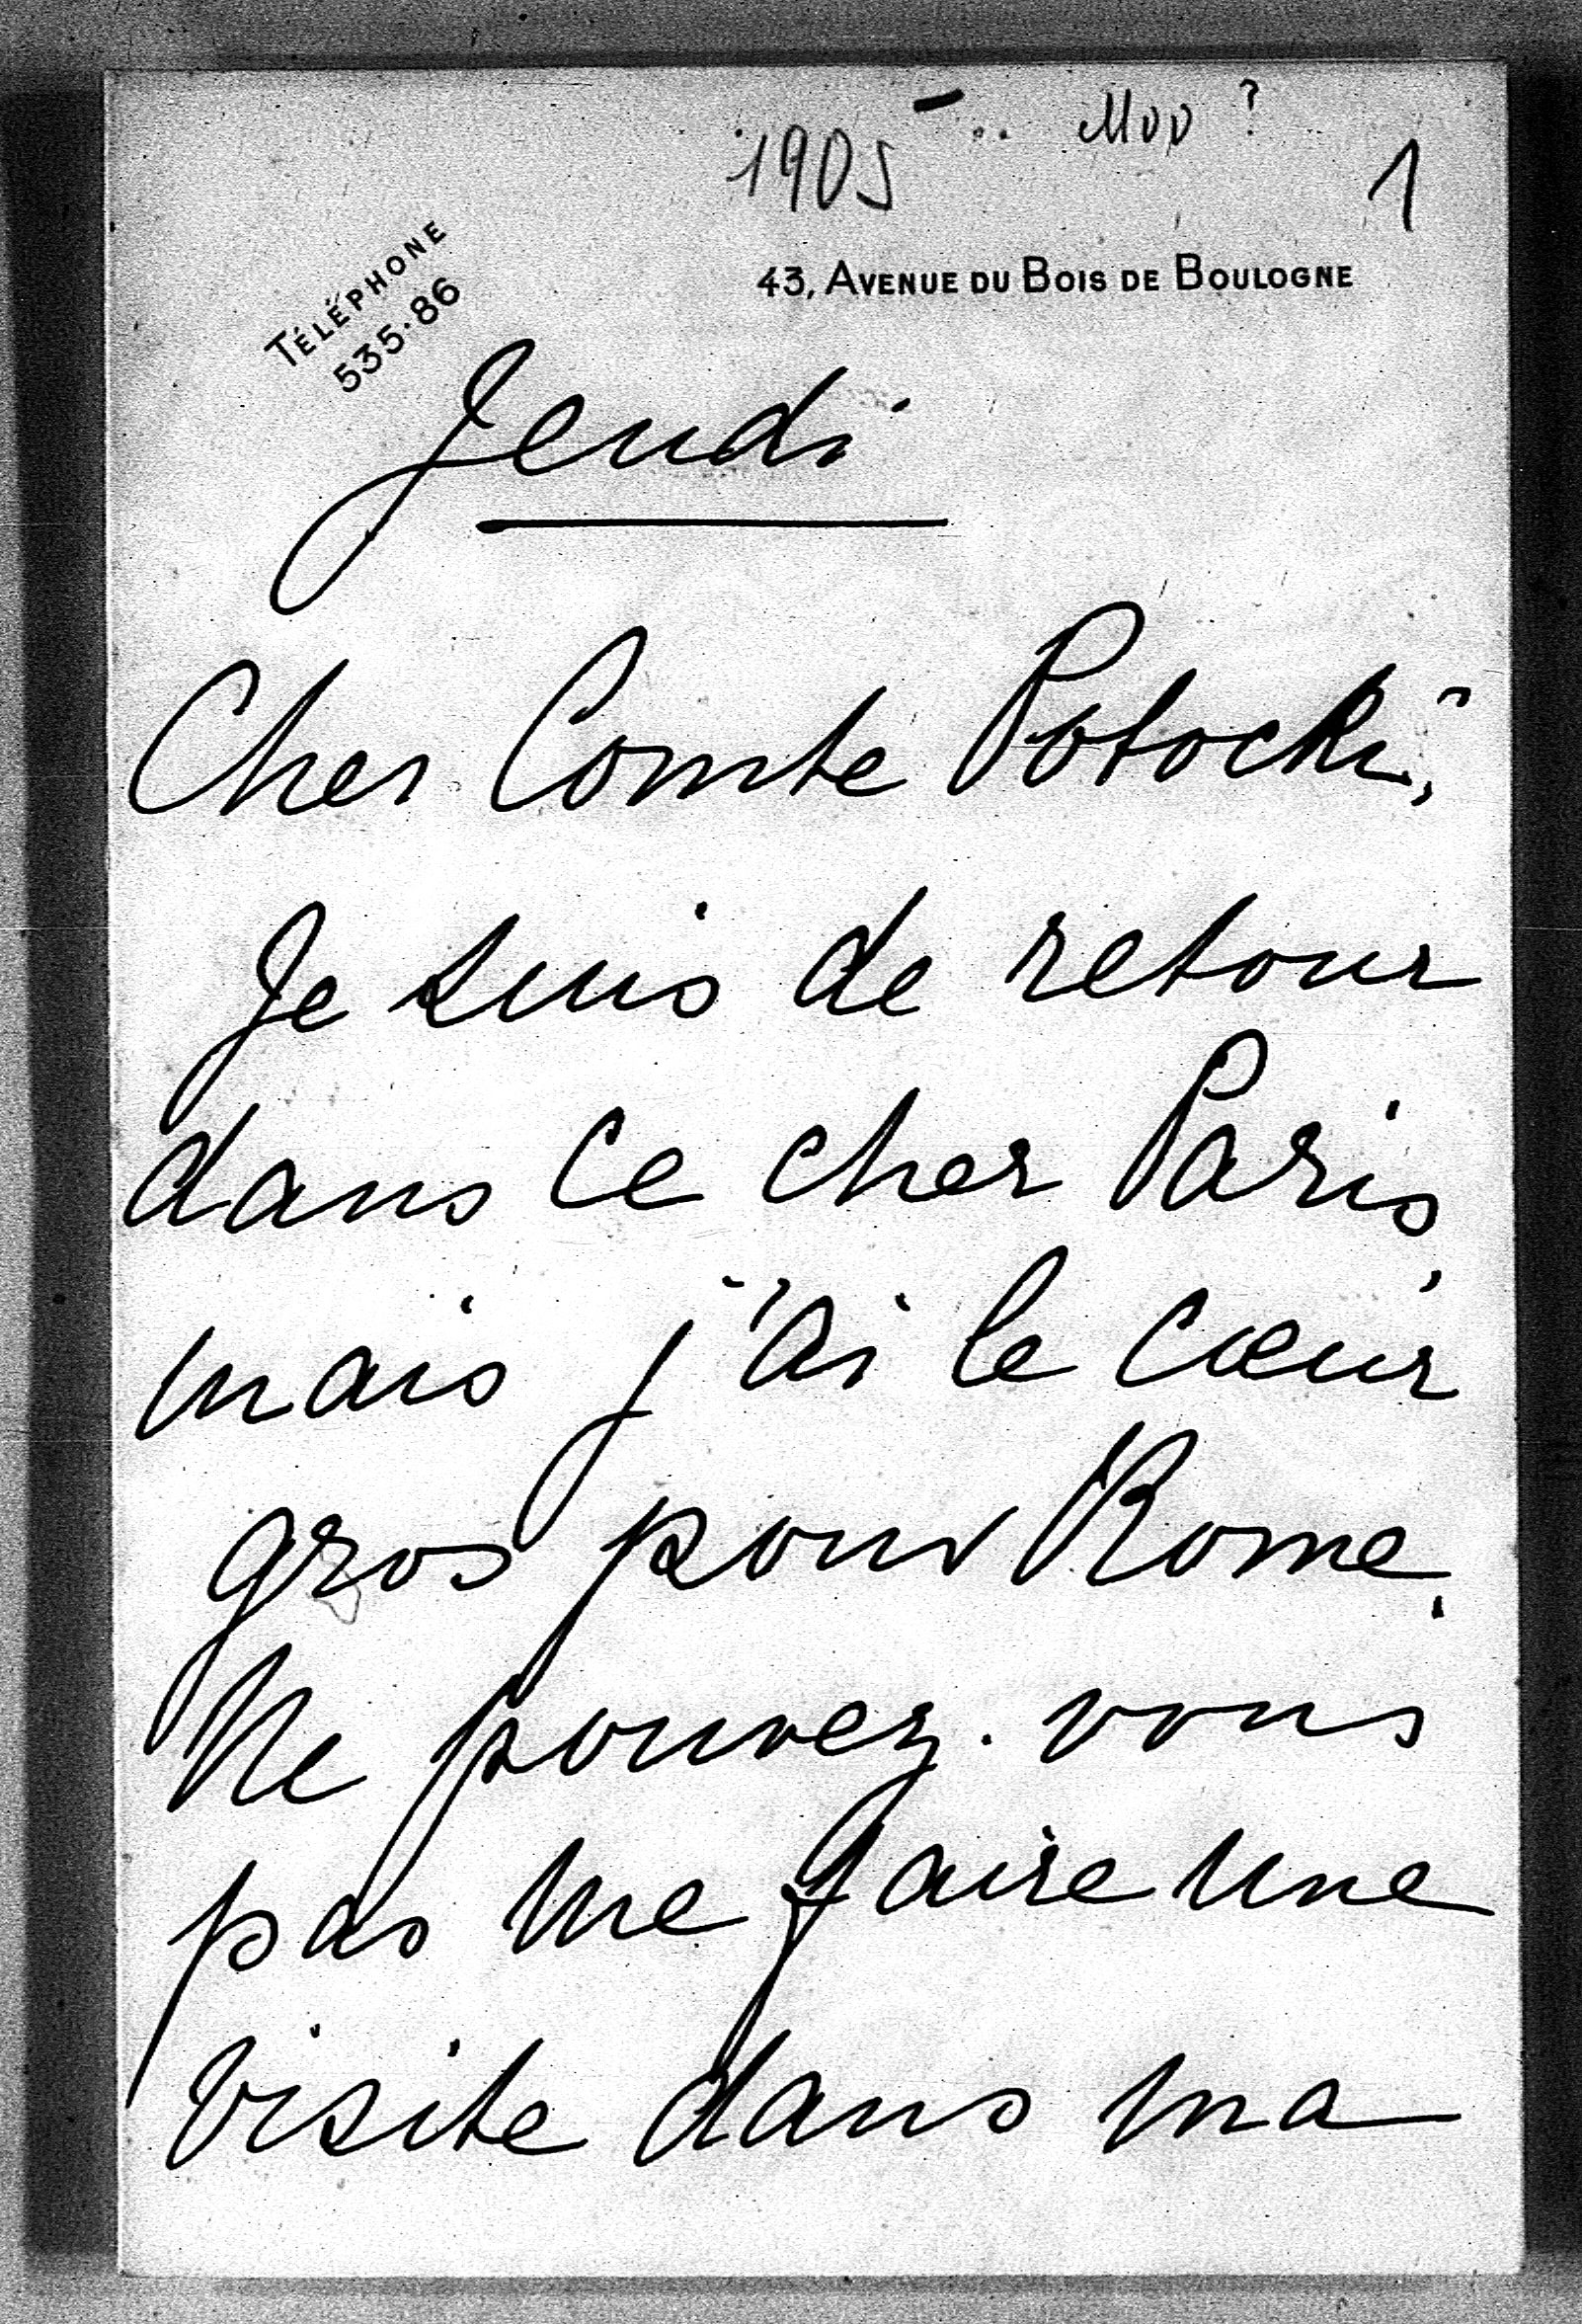 1905
1
TÉLÉPHONE
535·86
43, AVENUE DU BOIS DE BOULOGNE
Jeudi
Cher Comte Potocki,
Je suis de retour
dans ce cher Paris,
mais j'ai le cœur
gros pour Rome.
Ne pouvez-vous
pas me faire une
visite dans ma